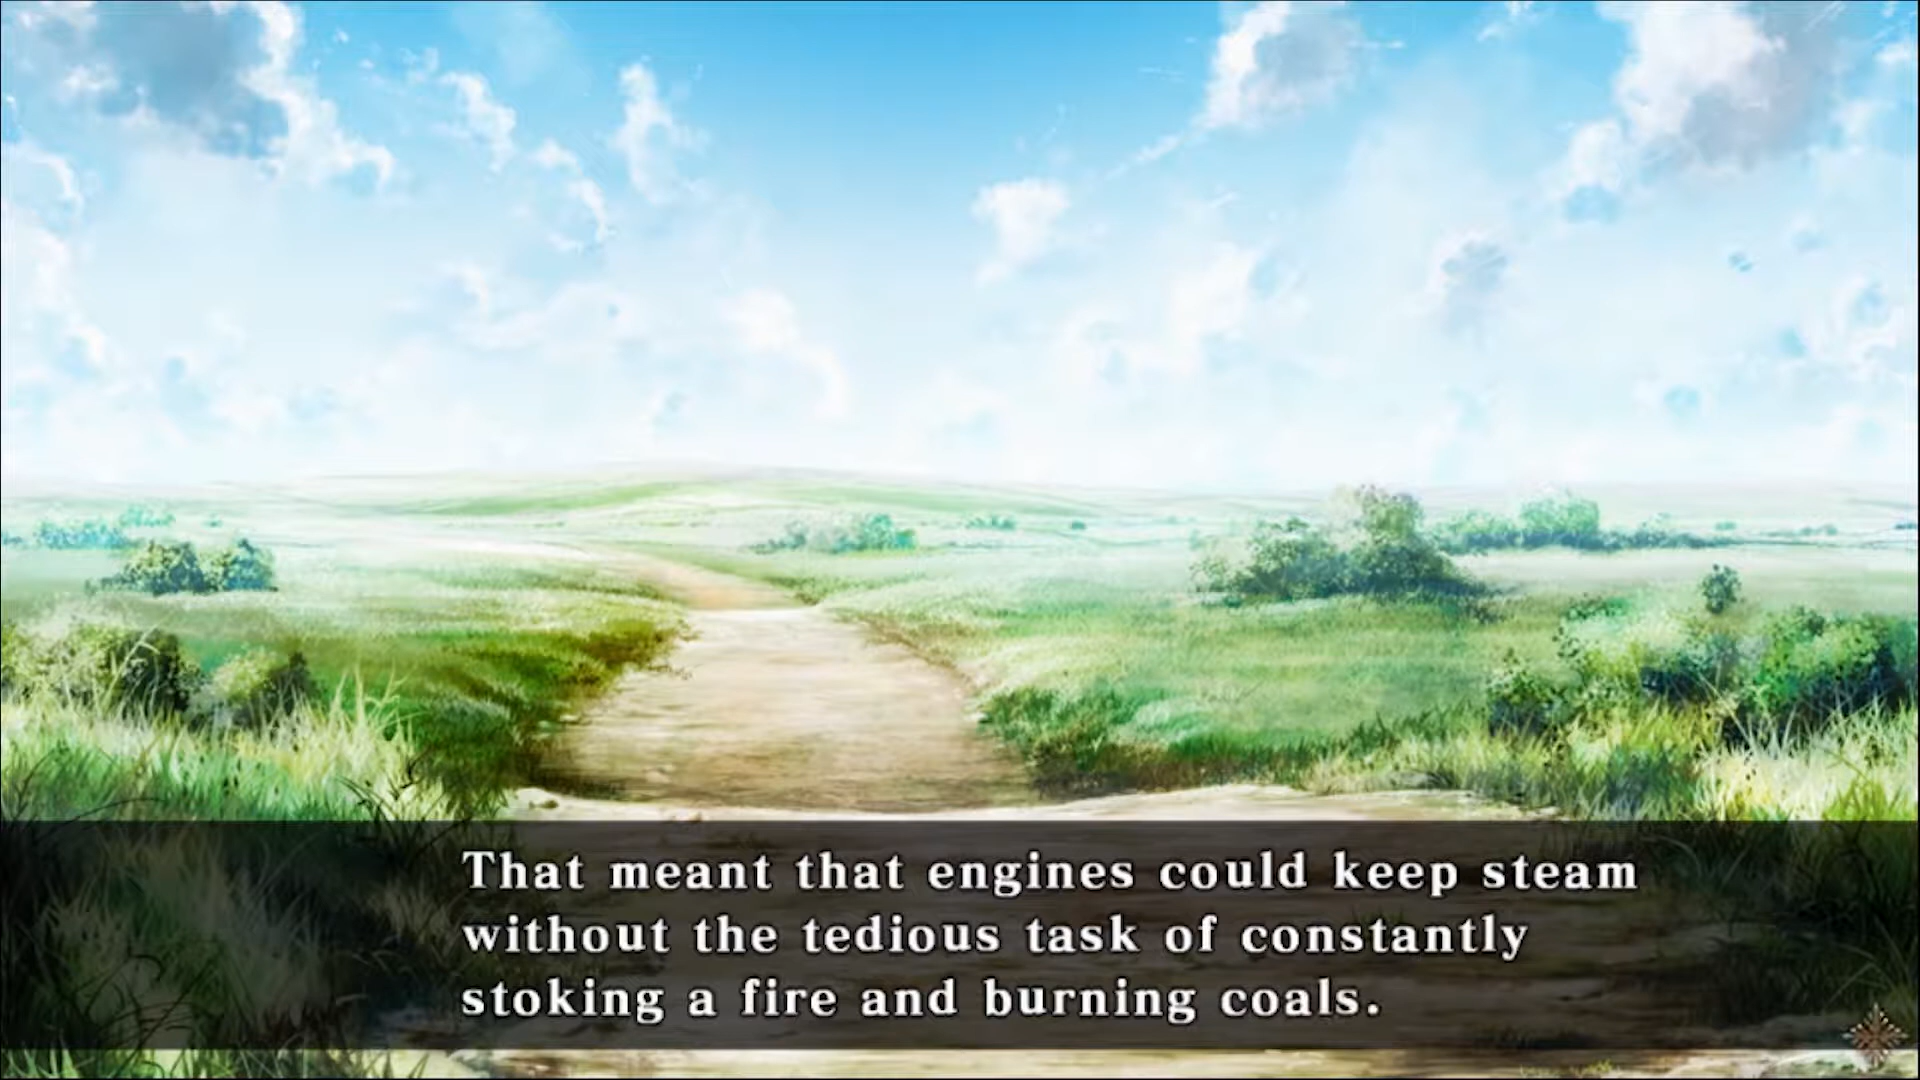 That meant that engines could keep steam
without the tedious task of constantly
stoking a fire and burning coals.